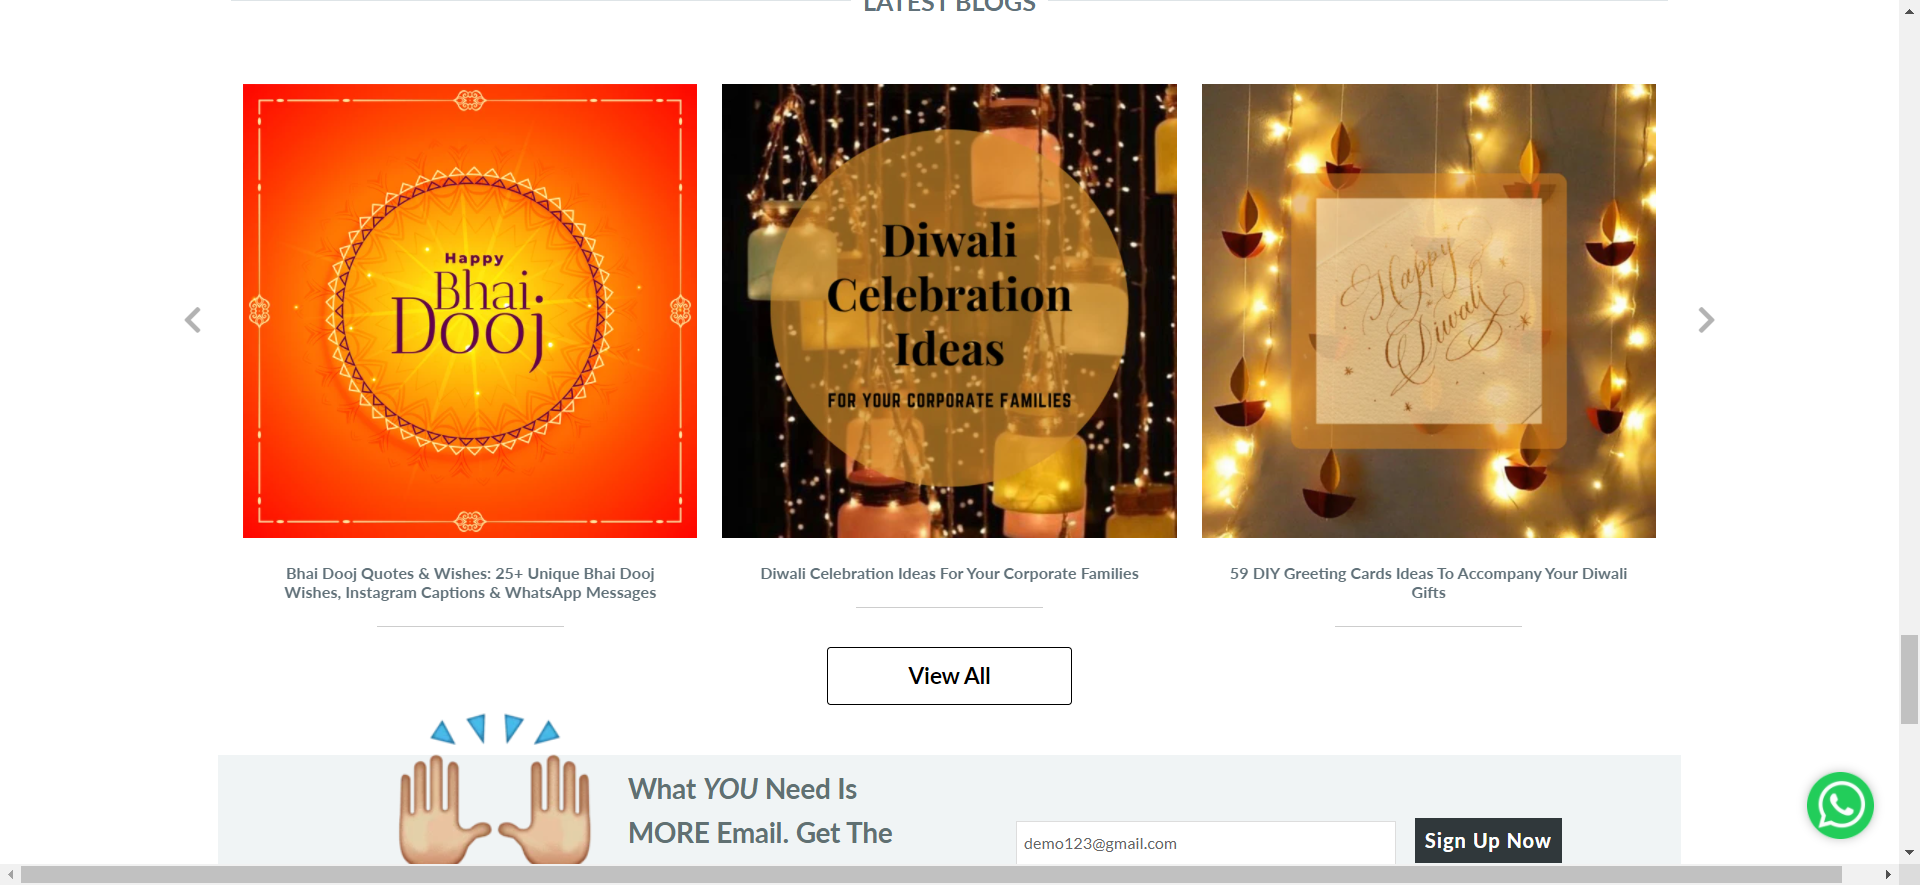 LATEST BLOGS
Happy
Bhai
Dooj
Diwali
Celebration
Ideas
FOR YOUR CORPORATE FAMILIES
Happy
Diwali
Bhai Dooj Quotes & Wishes: 25+ Unique Bhai Dooj
Wishes, Instagram Captions & WhatsApp Messages
Diwali Celebration Ideas For Your Corporate Families
59 DIY Greeting Cards Ideas To Accompany Your Diwali
Gifts
View All
What YOU Need Is
MORE Email. Get The
demo123@gmail.com
Sign Up Now